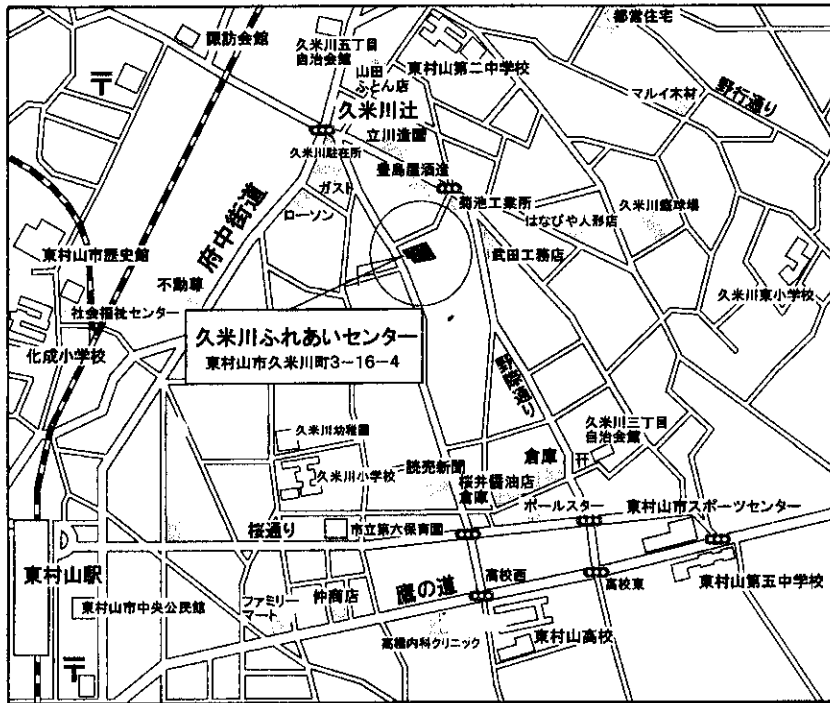 都営住宅
諏訪会館
久米川五丁目
自治会館
東村山第二中学校
山田
ふとん店
〒
マルイ木材
野行通り
久米川辻
立川造園
久米川駐在所
豊島屋酒造
ガスト
菊池工業所
ローソン
はなびや人形店
久米川庭球場
府中街道
東村山市歴史館
武田工務店
不動尊
久米川東小学校
社会福祉センター
化成小学校
久米川ふれあいセンター
東村山市久米川町3-16-4
久米川幼稚園
久米川三丁目
自治会館
倉庫
読売新聞
久米川小学校
桜井醤油店
倉庫
ポールスター
東村山市スポーツセンター
桜通り
市立第六保育園
東村山駅
高校西
高校東
東村山第五中学校
鷹の道
仲商店
ファミリー
マート
東村山市中央公民館
東村山高校
高橋内科クリニック
〒